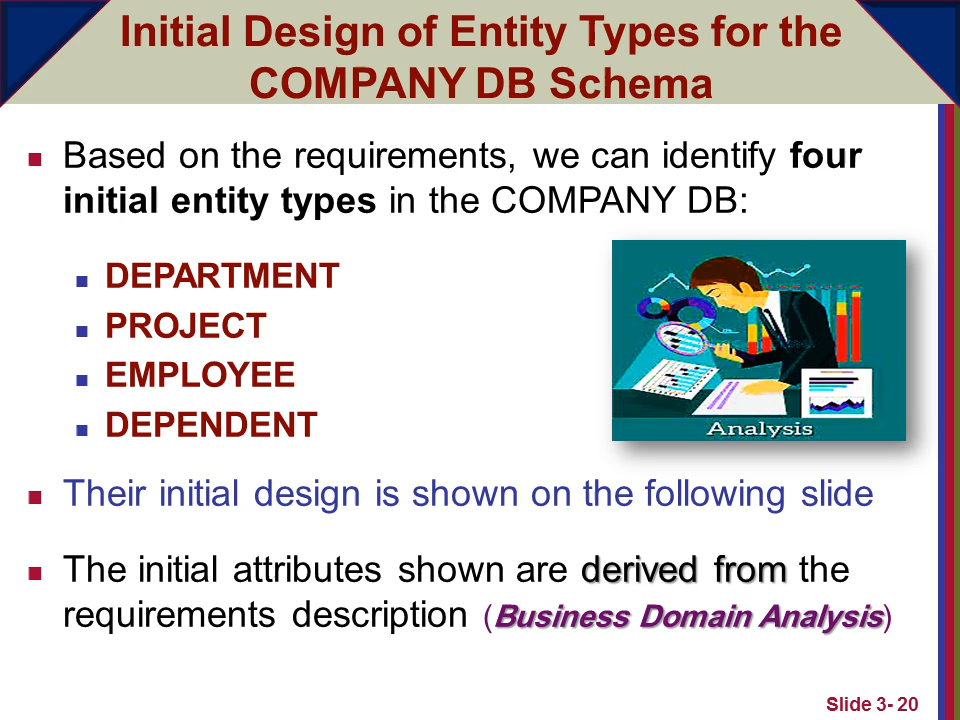 Initial Design of Entity Types for the
COMPANY DB Schema
Based on the requirements, we can identify four
initial entity types in the COMPANY DB:
DEPARTMENT
PROJECT
EMPLOYEE
DEPENDENT
Analysis
Their initial design is shown on the following slide
The initial attributes shown are derived from the
requirements description (Business Domain Analysis)
Slide 3- 20